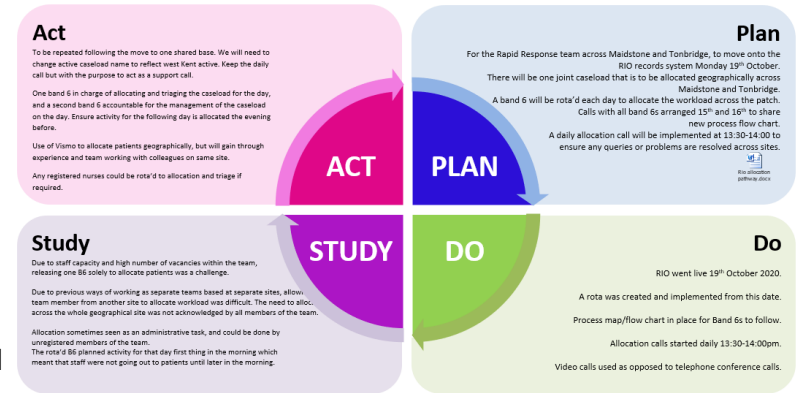 Act
To be repeated following the move to one shared base. We will need to
change active caseload name to reflect west Kent active. Keep the daily
call but with the purpose to act as a support call.
One band 6 in charge of allocating and triaging the caseload for the day,
and a second band 6 accountable for the management of the caseload
on the day. Ensure activity for the following day is allocated the evening
before.
Use of Vismo to allocate patients geographically, but will gain through
experience and team working with colleagues on same site.
Any registered nurses could be rota'd to allocation and triage if
required.
ACT
Plan
For the Rapid Response team across Maidstone and Tonbridge, to move onto the
RIO records system Monday 19th October.
There will be one joint caseload that is to be allocated geographically across
Maidstone and Tonbridge.
A band 6 will be rota'd each day to allocate the workload across the patch.
Calls with all band 6s arranged 15th and 16th to share
new process flow chart.
A daily allocation call will be implemented at 13:30-14:00 to
ensure any queries or problems are resolved across sites.
Rio allocation
pathway.docx
PLAN
Study
Due to staff capacity and high number of vacancies within the team,
releasing one B6 solely to allocate patients was a challenge.
Due to previous ways of working as separate teams based at separate sites, allow
team member from another site to allocate workload was difficult. The need to alloc
across the whole geographical site was not acknowledged by all members of the team.
Allocation sometimes seen as an administrative task, and could be done by
unregistered members of the team.
The rota'd B6 planned activity for that day first thing in the morning which
meant that staff were not going out to patients until later in the morning.
STUDY
Do
RIO went live 19th October 2020.
A rota was created and implemented from this date.
Process map/flow chart in place for Band 6s to follow.
Allocation calls started daily 13:30-14:00pm.
Video calls used as opposed to telephone conference calls.
DO